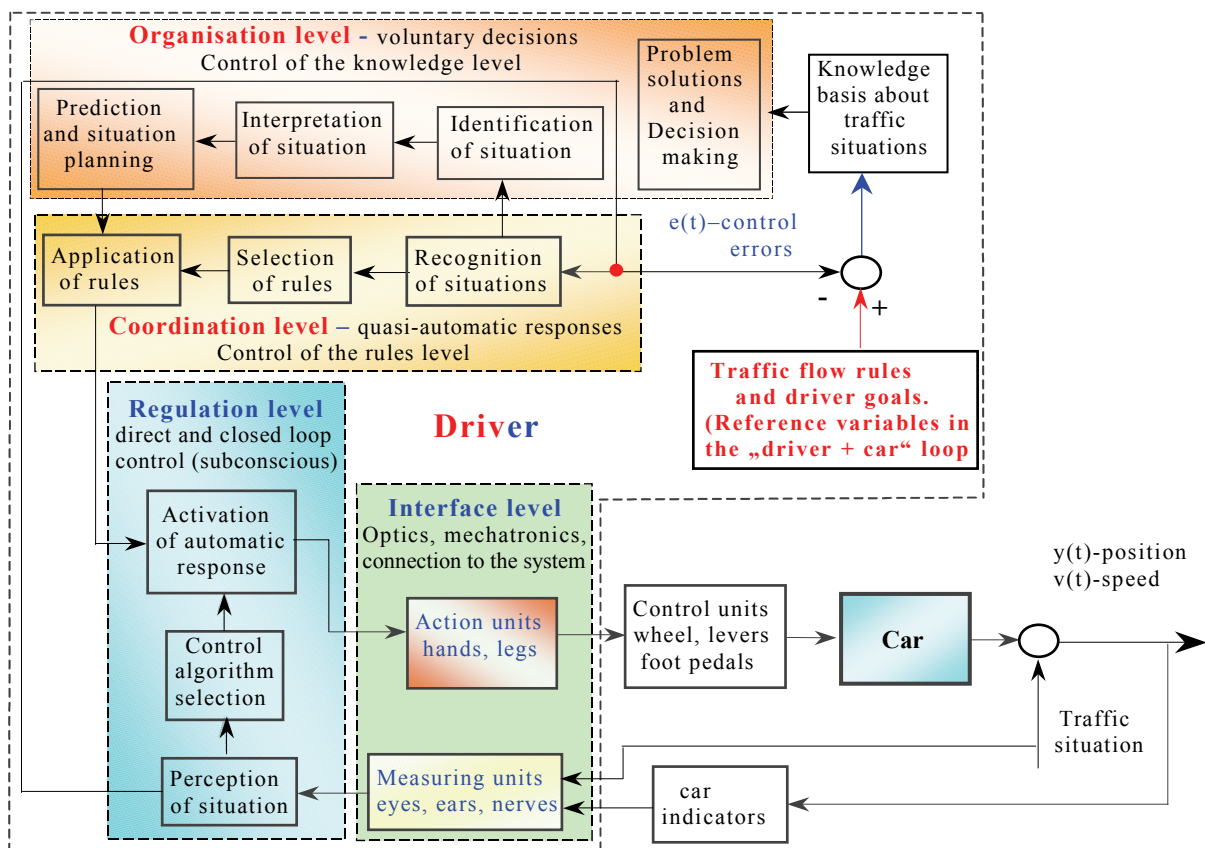 Organisation level - voluntary decisions
Control of the knowledge level
Problem
solutions
and
Decision
making
Knowledge
basis about
traffic
situations
Prediction
and situation
planning
Interpretation
of situation
Identification
of situation
e(t)–control
errors
Application
of rules
Selection
of rules
Recognition
of situations
-
+
Coordination level – quasi-automatic responses
Control of the rules level
Traffic flow rules
and driver goals.
(Reference variables in
the „driver + car“ loop
Regulation level
direct and closed loop
control (subconscious)
Driver
Activation
of automatic
response
Control
algorithm
selection
Perception
of situation
Interface level
Optics, mechatronics,
connection to the system
Action units
hands, legs
Measuring units
eyes, ears, nerves
Control units
wheel, levers
foot pedals
Car
y(t)-position
v(t)-speed
Traffic
situation
car
indicators